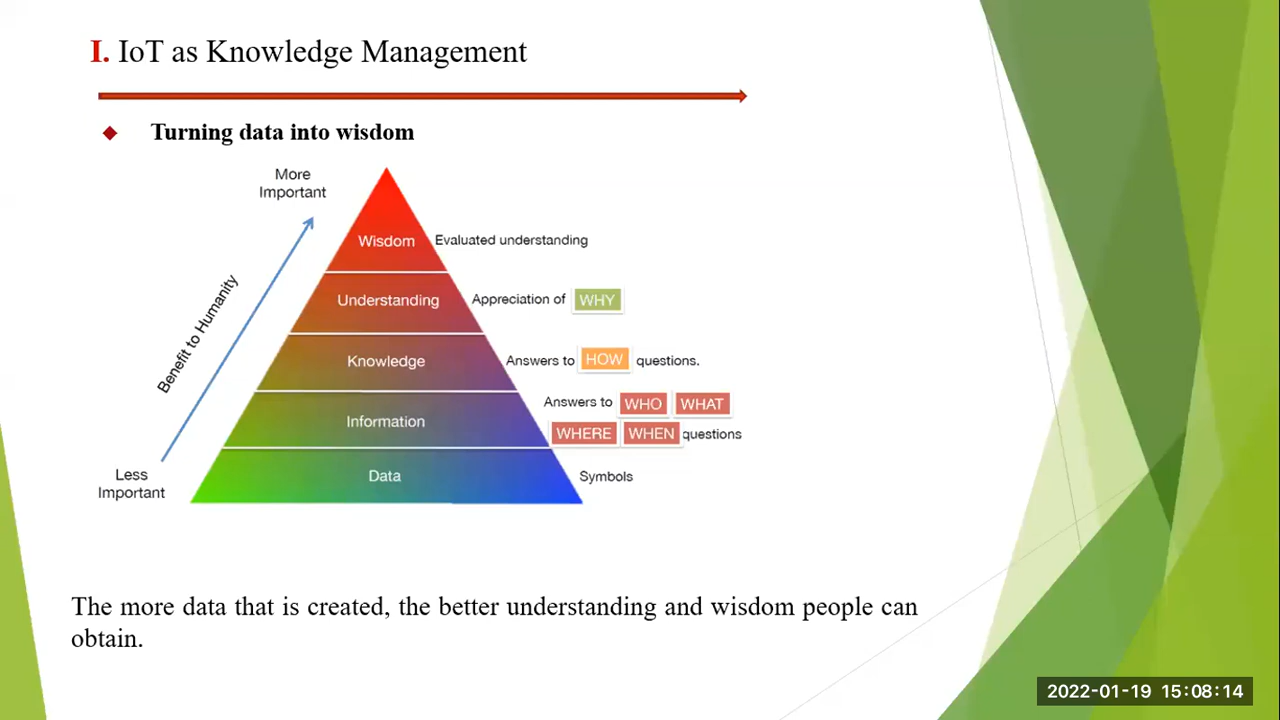 I. IoT as Knowledge Management
Turning data into wisdom
More
Important
Wisdom Evaluated understanding
Understanding Appreciation of WHY
Benefit to Humanity
Knowledge Answers to HOW questions.
Information Answers to WHO WHAT
WHERE WHEN questions
Less
Important
Data Symbols
The more data that is created, the better understanding and wisdom people can
obtain.
2022-01-19 15:08:14